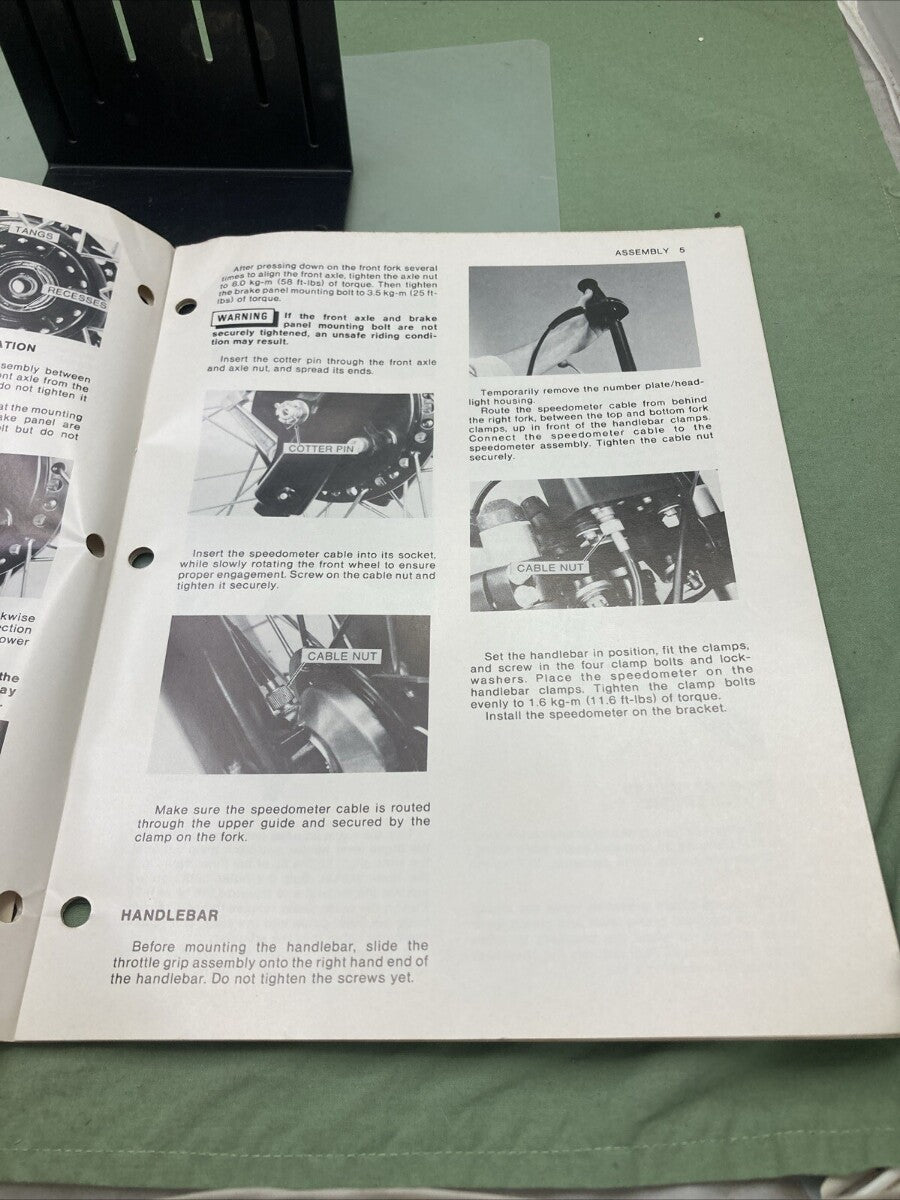 TANGS
RECESSES
ATION
sembly between
nt axle from the
do not tighten it
at the mounting
ake panel are
olt but do not
kwise
ection
ower
the
ay
ASSEMBLY 5
After pressing down on the front fork several
times to align the front axle, tighten the axle nut
to 8.0 kg-m (58 ft-lbs) of torque. Then tighten
the brake panel mounting bolt to 3.5 kg-m (25 ft-
lbs) of torque.
WARNING If the front axle and brake
panel mounting bolt are not
securely tightened, an unsafe riding condi-
tion may result.
Insert the cotter pin through the front axle
and axle nut, and spread its ends.
COTTER PIN
Insert the speedometer cable into its socket,
while slowly rotating the front wheel to ensure
proper engagement. Screw on the cable nut and
tighten it securely.
CABLE NUT
Make sure the speedometer cable is routed
through the upper guide and secured by the
clamp on the fork.
HANDLEBAR
Before mounting the handlebar, slide the
throttle grip assembly onto the right hand end of
the handlebar. Do not tighten the screws yet.
Temporarily remove the number plate/head-
light housing.
Route the speedometer cable from behind
the right fork, between the top and bottom fork
clamps, up in front of the handlebar clamps.
Connect the speedometer cable to the
speedometer assembly. Tighten the cable nut
securely.
CABLE NUT
Set the handlebar in position, fit the clamps,
and screw in the four clamp bolts and lock-
washers. Place the speedometer on the
handlebar clamps. Tighten the clamp bolts
evenly to 1.6 kg-m (11.6 ft-lbs) of torque.
Install the speedometer on the bracket.